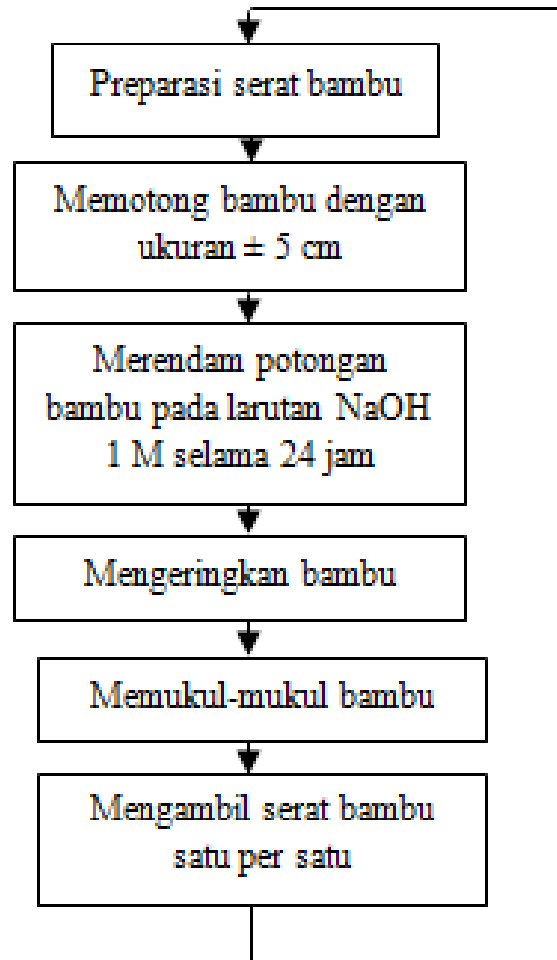 Preparasi serat bambu
Memotong bambu dengan
ukuran ± 5 cm
Merendam potongan
bambu pada larutan NaOH
1 M selama 24 jam
Mengeringkan bambu
Memukul-mukul bambu
Mengambil serat bambu
satu per satu